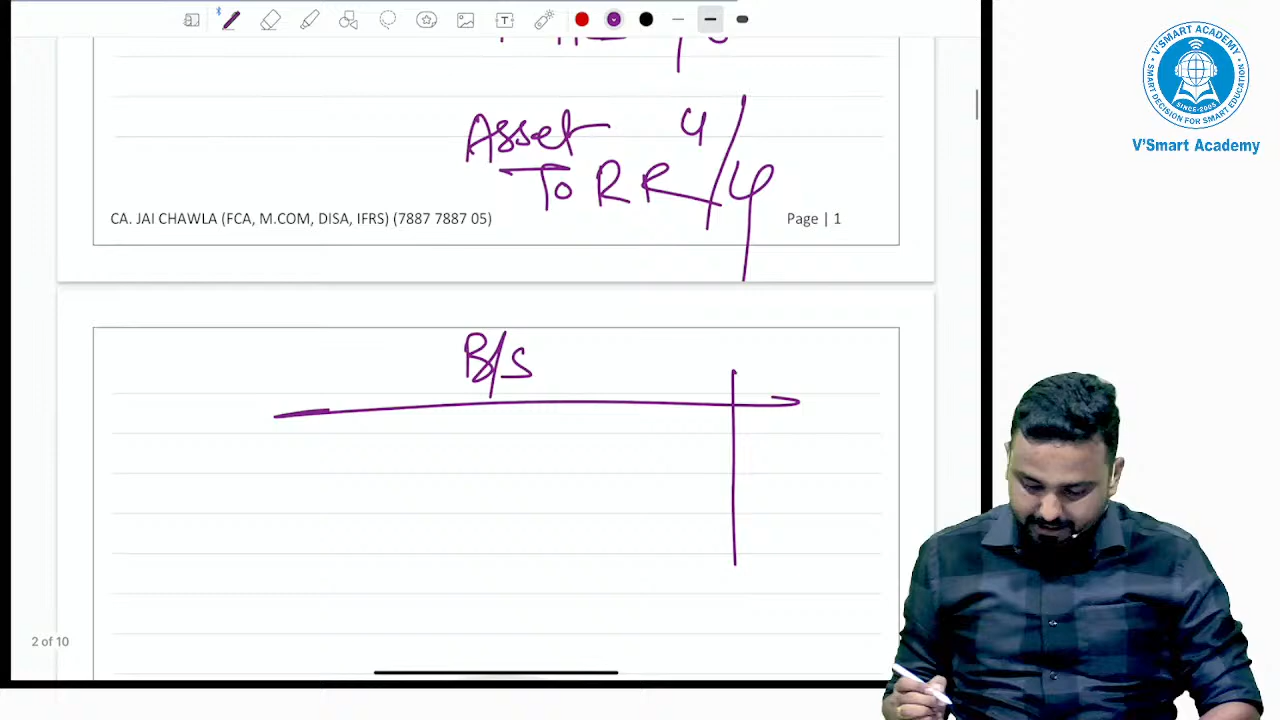 Asset 4
To RR 4
CA. JAI CHAWLA (FCA, M.COM, DISA, IFRS) (7887 7887 05) Page | 1
B/S
2 of 10
V'SMART ACADEMY
SMART DECISION FOR SMART EDUCATION
SINCE-2005
V'Smart Academy
T